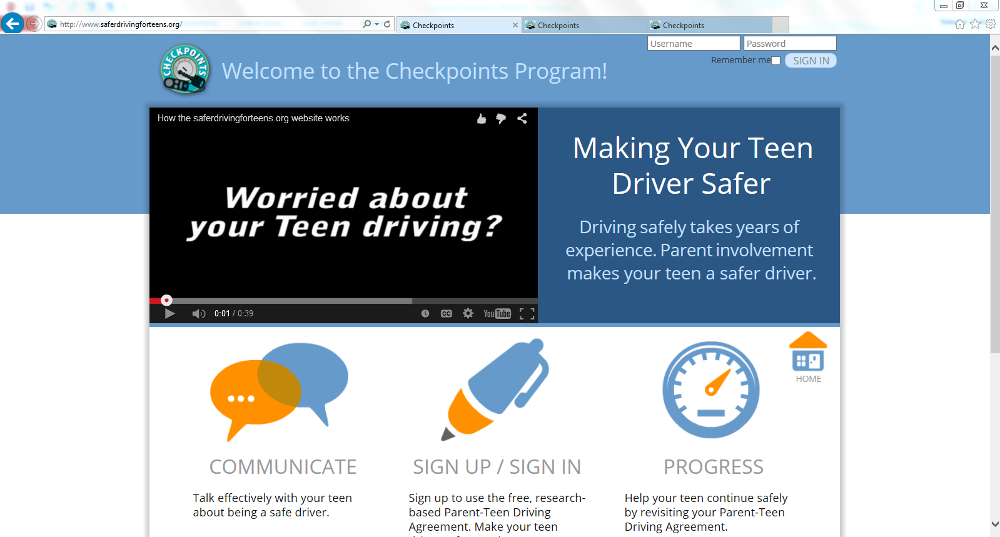 http://www.saferdrivingforteens.org/
Checkpoints
Checkpoints
Checkpoints
Username
Password
Remember me
SIGN IN
CHECKPOINTS
Welcome to the Checkpoints Program!
How the saferdrivingforteens.org website works
Worried about
your Teen driving?
0:01 / 0:39
CC
YouTube
Making Your Teen
Driver Safer
Driving safely takes years of
experience. Parent involvement
makes your teen a safer driver.
HOME
COMMUNICATE
Talk effectively with your teen
about being a safe driver.
SIGN UP / SIGN IN
Sign up to use the free, research-
based Parent-Teen Driving
Agreement. Make your teen
PROGRESS
Help your teen continue safely
by revisiting your Parent-Teen
Driving Agreement.